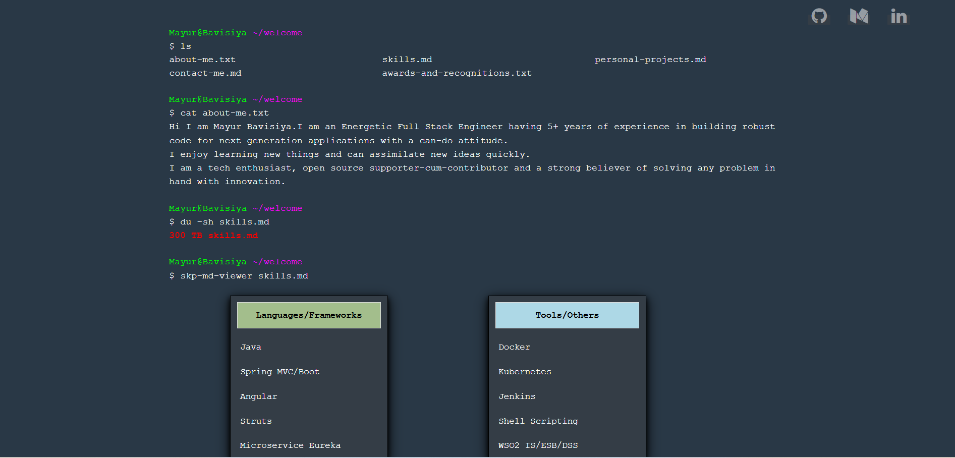 Mayur@Bavisiya ~/welcome
$ ls
about-me.txt skills.md personal-projects.md
contact-me.md awards-and-recognitions.txt
Mayur@Bavisiya ~/welcome
$ cat about-me.txt
Hi I am Mayur Bavisiya.I am an Energetic Full Stack Engineer having 5+ years of experience in building robust
code for next generation applications with a can-do attitude.
I enjoy learning new things and can assimilate new ideas quickly.
I am a tech enthusiast, open source supporter-cum-contributor and a strong believer of solving any problem in
hand with innovation.
Mayur@Bavisiya ~/welcome
$ du -sh skills.md
300 TB skills.md
Mayur@Bavisiya ~/welcome
$ skp-md-viewer skills.md
Languages/Frameworks
Java
Spring MVC/Boot
Angular
Struts
Microservice Eureka
Tools/Others
Docker
Kubernetes
Jenkins
Shell Scripting
WSO2 IS/ESB/DSS